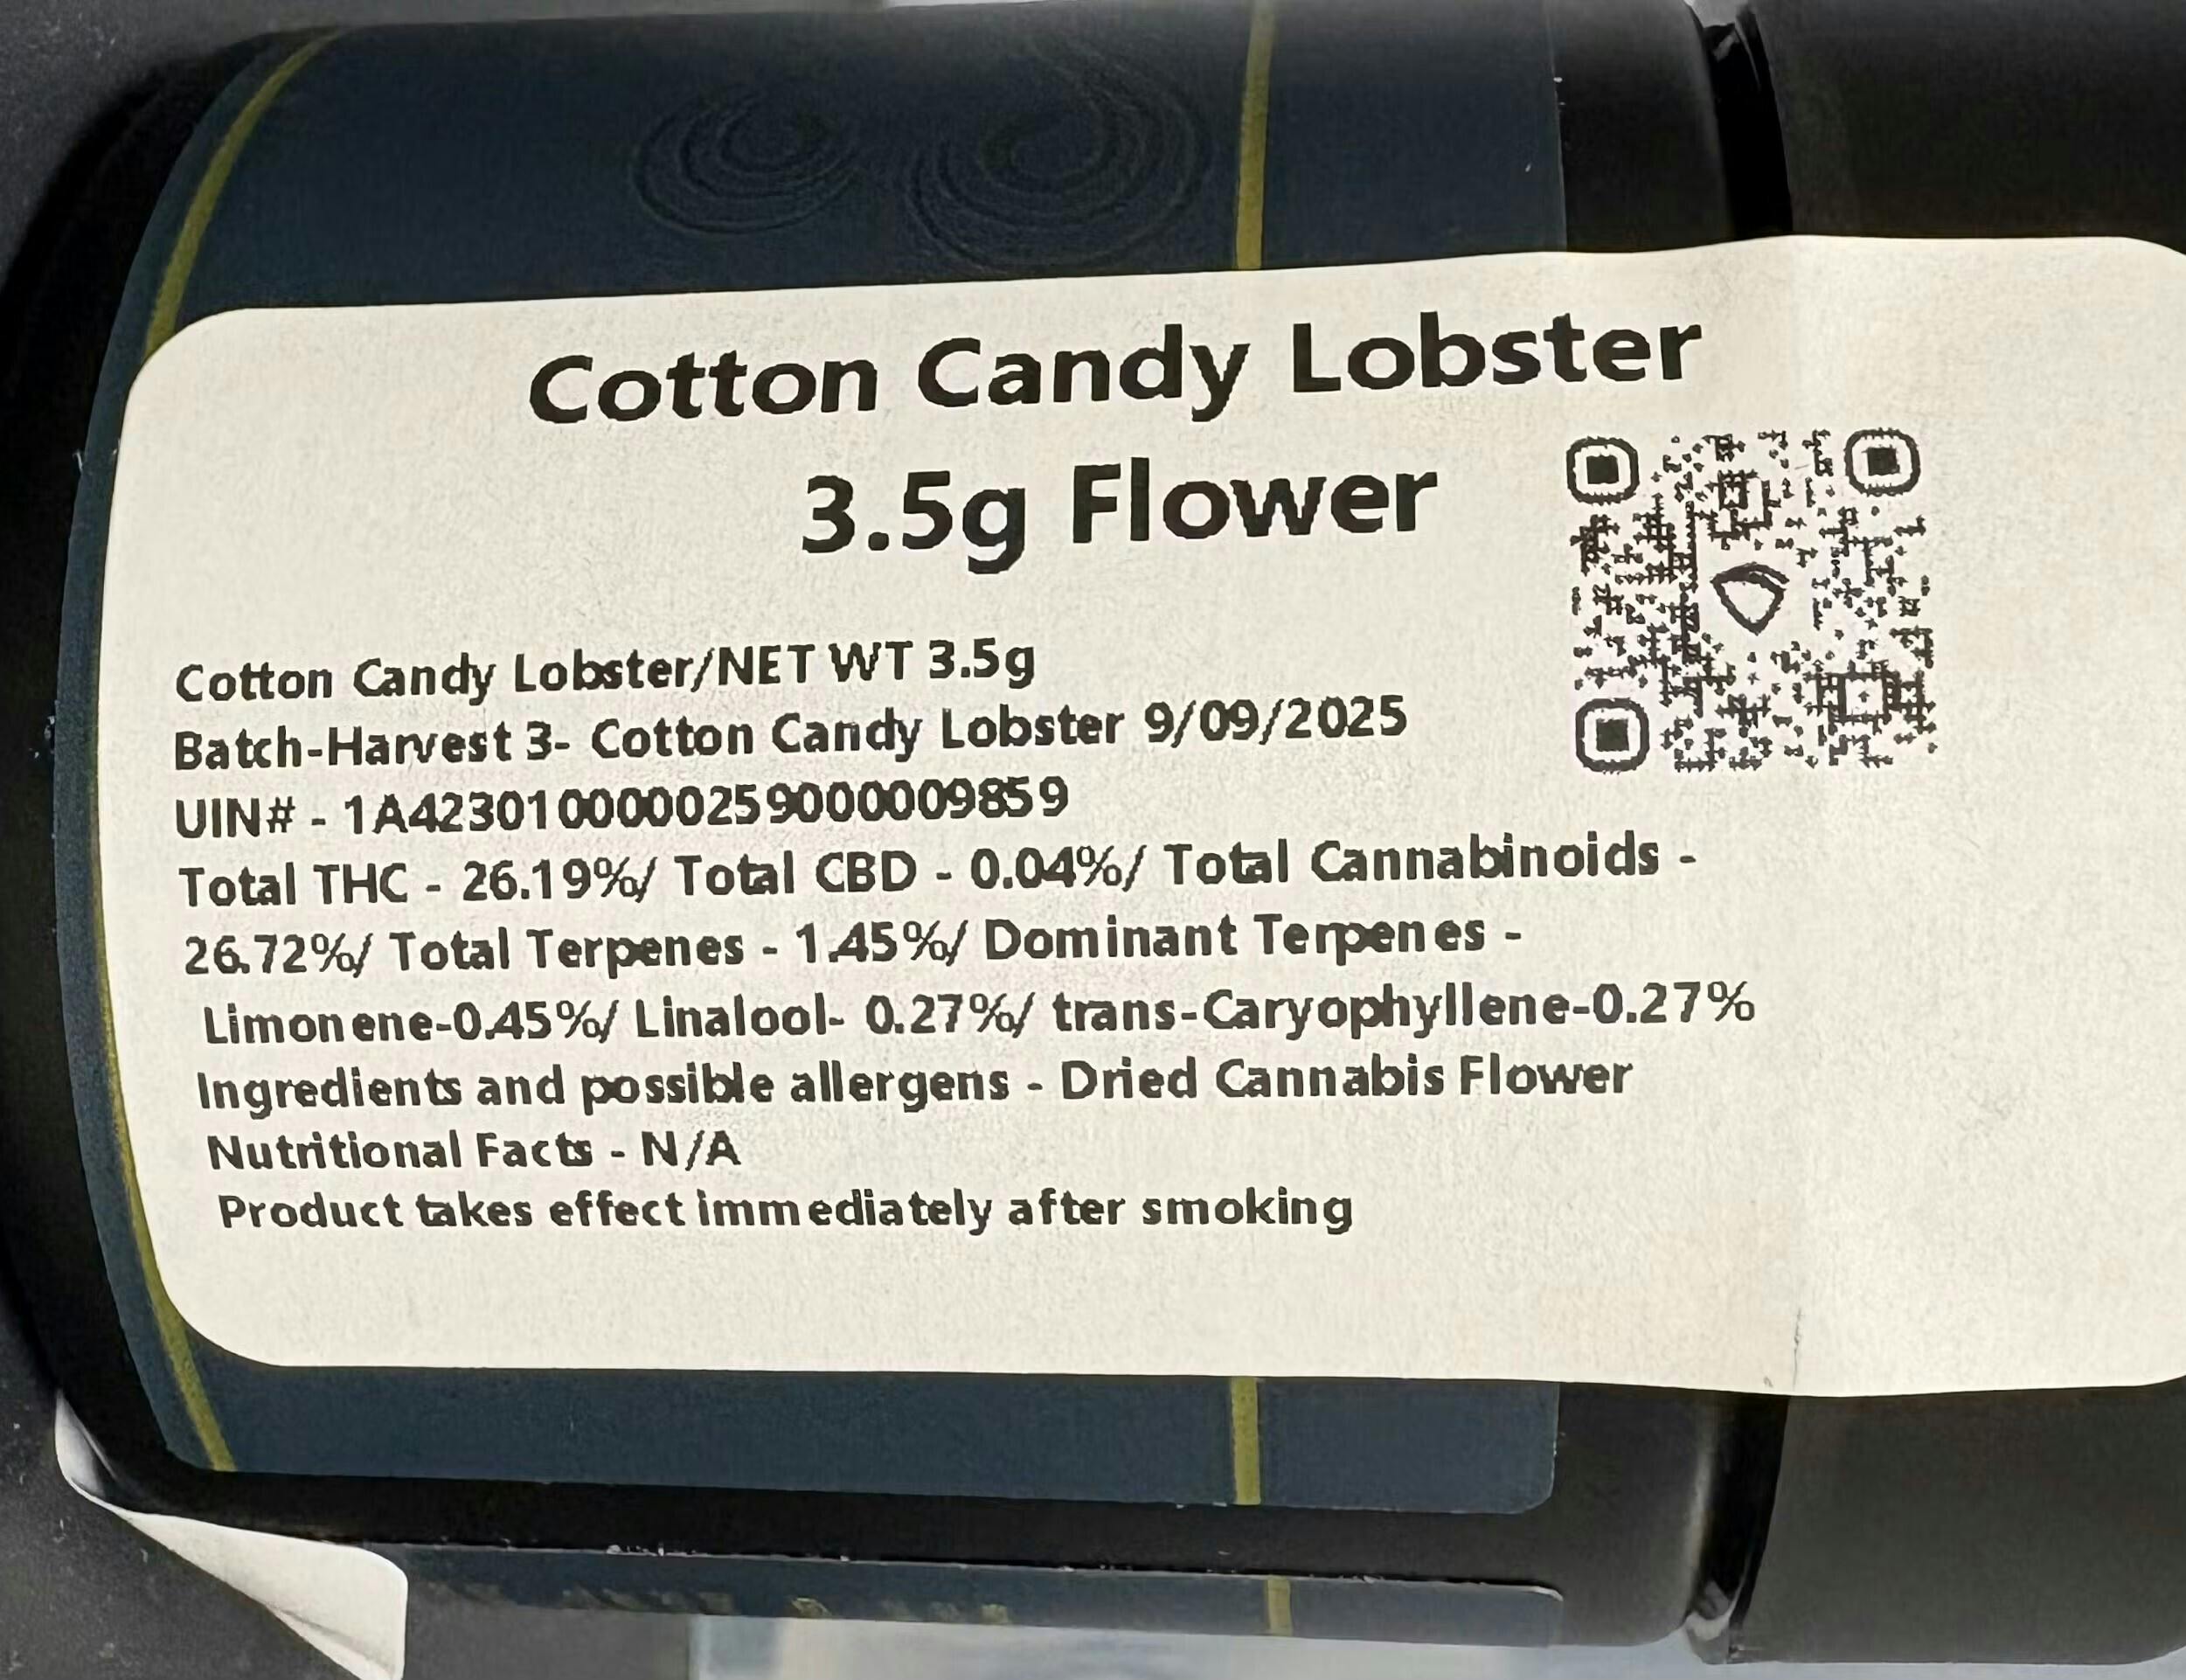 Cotton Candy Lobster
3.5g Flower
Cotton Candy Lobster/NET WT 3.5g
Batch-Harvest 3- Cotton Candy Lobster 9/09/2025
UIN# - 1A4230100000259000009859
Total THC - 26.19%/ Total CBD - 0.04%/ Total Cannabinoids -
26.72%/ Total Terpenes - 1.45%/ Dominant Terpenes -
Limonene-0.45%/ Linalool- 0.27%/ trans-Caryophyllene-0.27%
Ingredients and possible allergens - Dried Cannabis Flower
Nutritional Facts - N/A
Product takes effect immediately after smoking